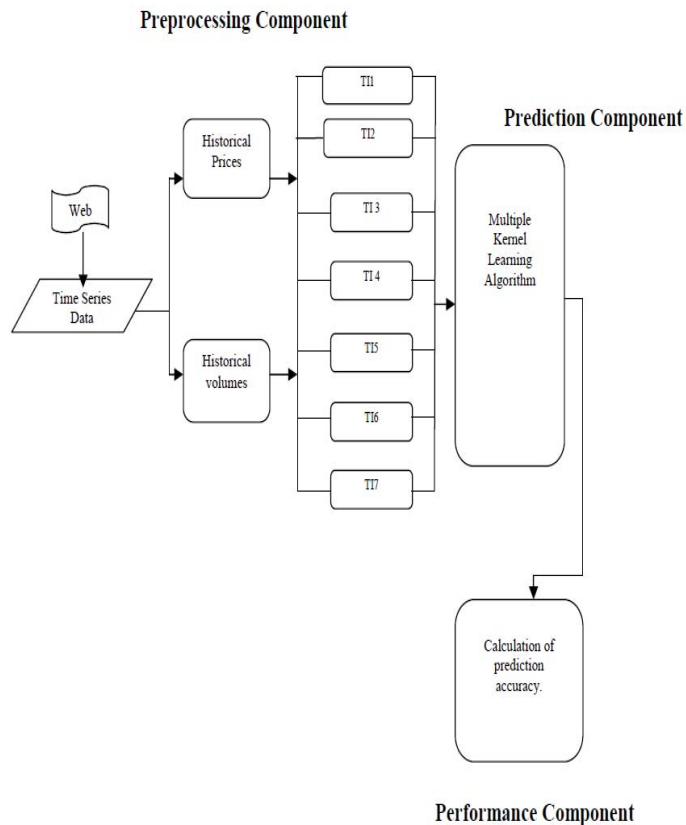 Preprocessing Component
Web
Time Series
Data
Historical
Prices
Historical
volumes
TI1
TI2
TI 3
TI 4
TI5
TI6
TI7
Prediction Component
Multiple
Kernel
Learning
Algorithm
Calculation of
prediction
accuracy.
Performance Component